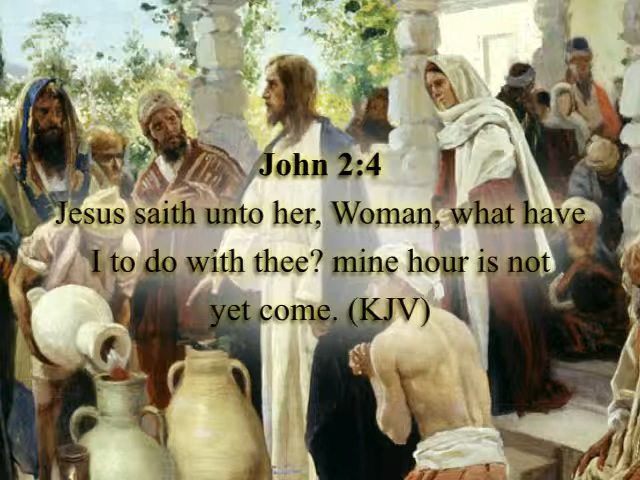 John 2:4
Jesus saith unto her, Woman, what have
I to do with thee? mine hour is not
yet come. (KJV)